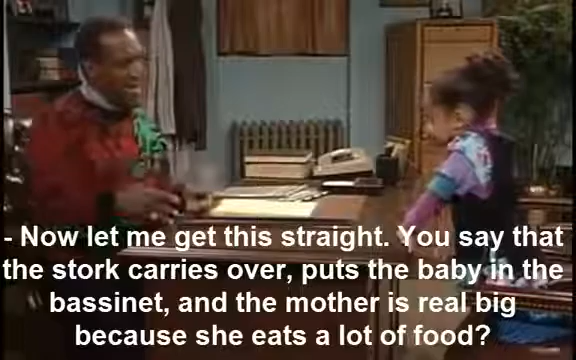 - Now let me get this straight. You say that
the stork carries over, puts the baby in the
bassinet, and the mother is real big
because she eats a lot of food?